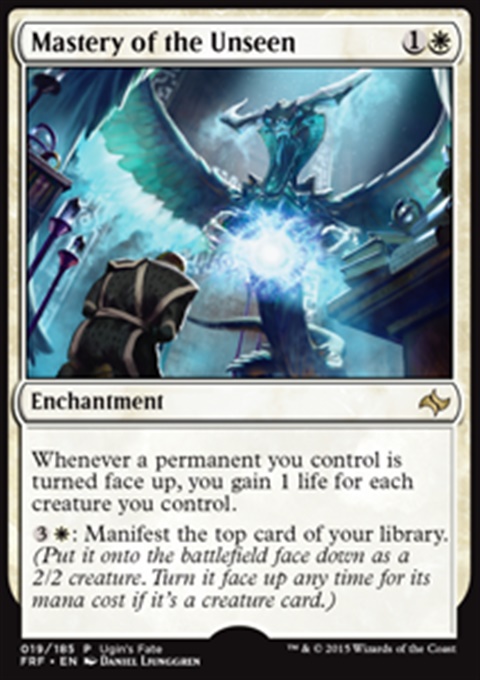 Mastery of the Unseen 1
Enchantment
Whenever a permanent you control is
turned face up, you gain 1 life for each
creature you control.
3 : Manifest the top card of your library.
(Put it onto the battlefield face down as a
2/2 creature. Turn it face up any time for its
mana cost if it's a creature card.)
019/185 P Ugin's Fate
FRF • EN Daniel Ljunggren
™ & © 2015 Wizards of the Coast